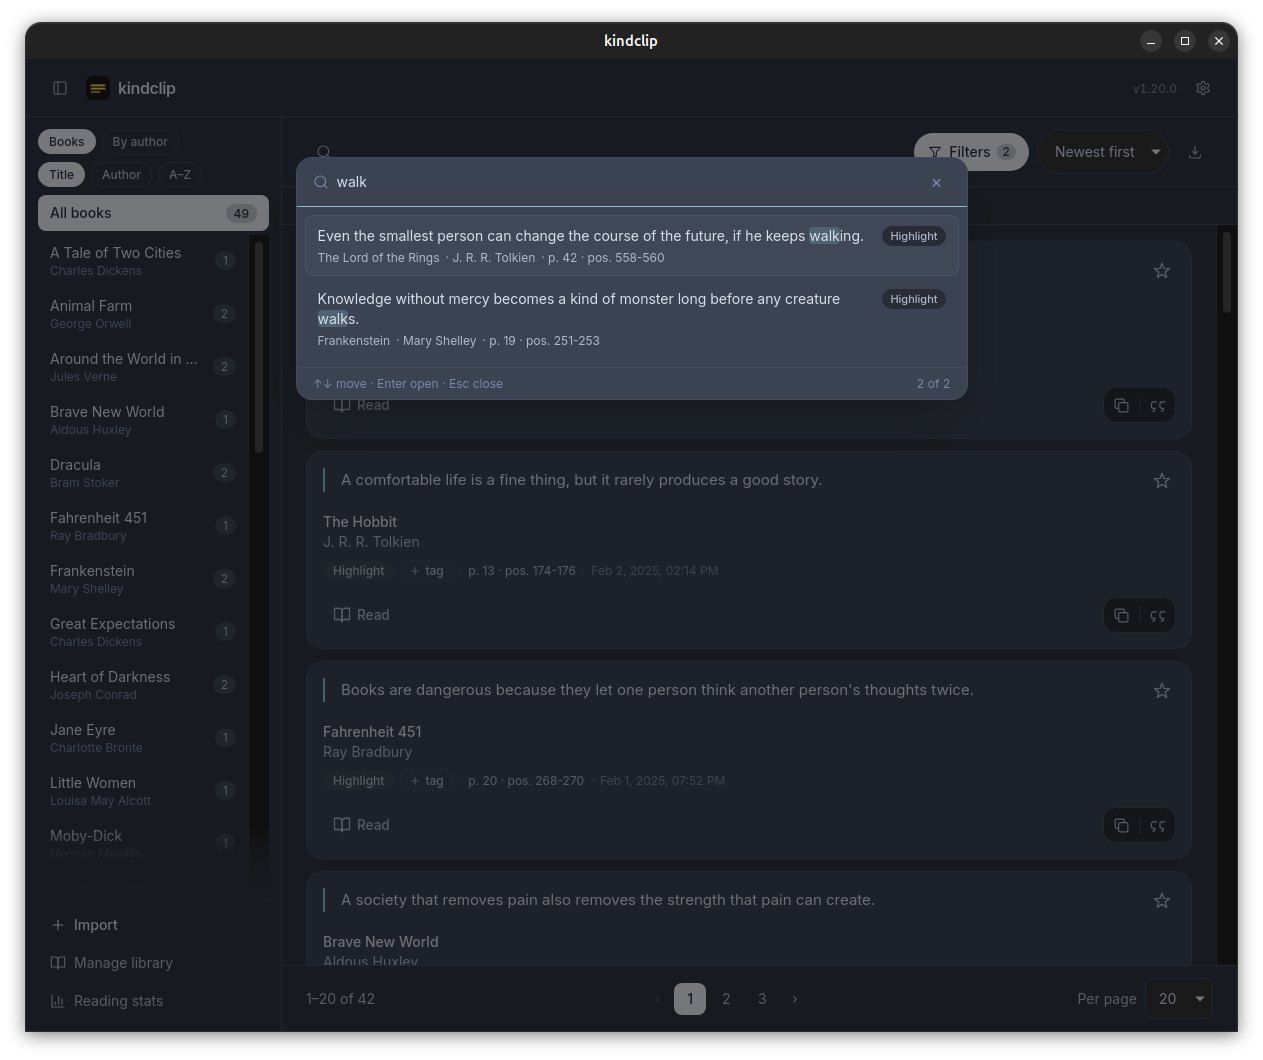 kindclip
kindclip
v1.20.0
Books
By author
Title
Author
A–Z
All books
49
A Tale of Two Cities
Charles Dickens
1
Animal Farm
George Orwell
2
Around the World in ...
Jules Verne
2
Brave New World
Aldous Huxley
1
Dracula
Bram Stoker
2
Fahrenheit 451
Ray Bradbury
1
Frankenstein
Mary Shelley
2
Great Expectations
Charles Dickens
1
Heart of Darkness
Joseph Conrad
2
Jane Eyre
Charlotte Bronte
1
Little Women
Louisa May Alcott
1
Moby-Dick
Herman Melville
1
+ Import
Manage library
Reading stats
Filters 2
Newest first
walk
Even the smallest person can change the course of the future, if he keeps walking.
Highlight
The Lord of the Rings · J. R. R. Tolkien · p. 42 · pos. 558-560
Knowledge without mercy becomes a kind of monster long before any creature
walks.
Highlight
Frankenstein · Mary Shelley · p. 19 · pos. 251-253
↑↓ move · Enter open · Esc close
2 of 2
Read
A comfortable life is a fine thing, but it rarely produces a good story.
The Hobbit
J. R. R. Tolkien
Highlight · + tag · p. 13 · pos. 174-176 · Feb 2, 2025, 02:14 PM
Read
Books are dangerous because they let one person think another person's thoughts twice.
Fahrenheit 451
Ray Bradbury
Highlight · + tag · p. 20 · pos. 268-270 · Feb 1, 2025, 07:52 PM
Read
A society that removes pain also removes the strength that pain can create.
Brave New World
Aldous Huxley
1–20 of 42
‹ 1 2 3 ›
Per page
20